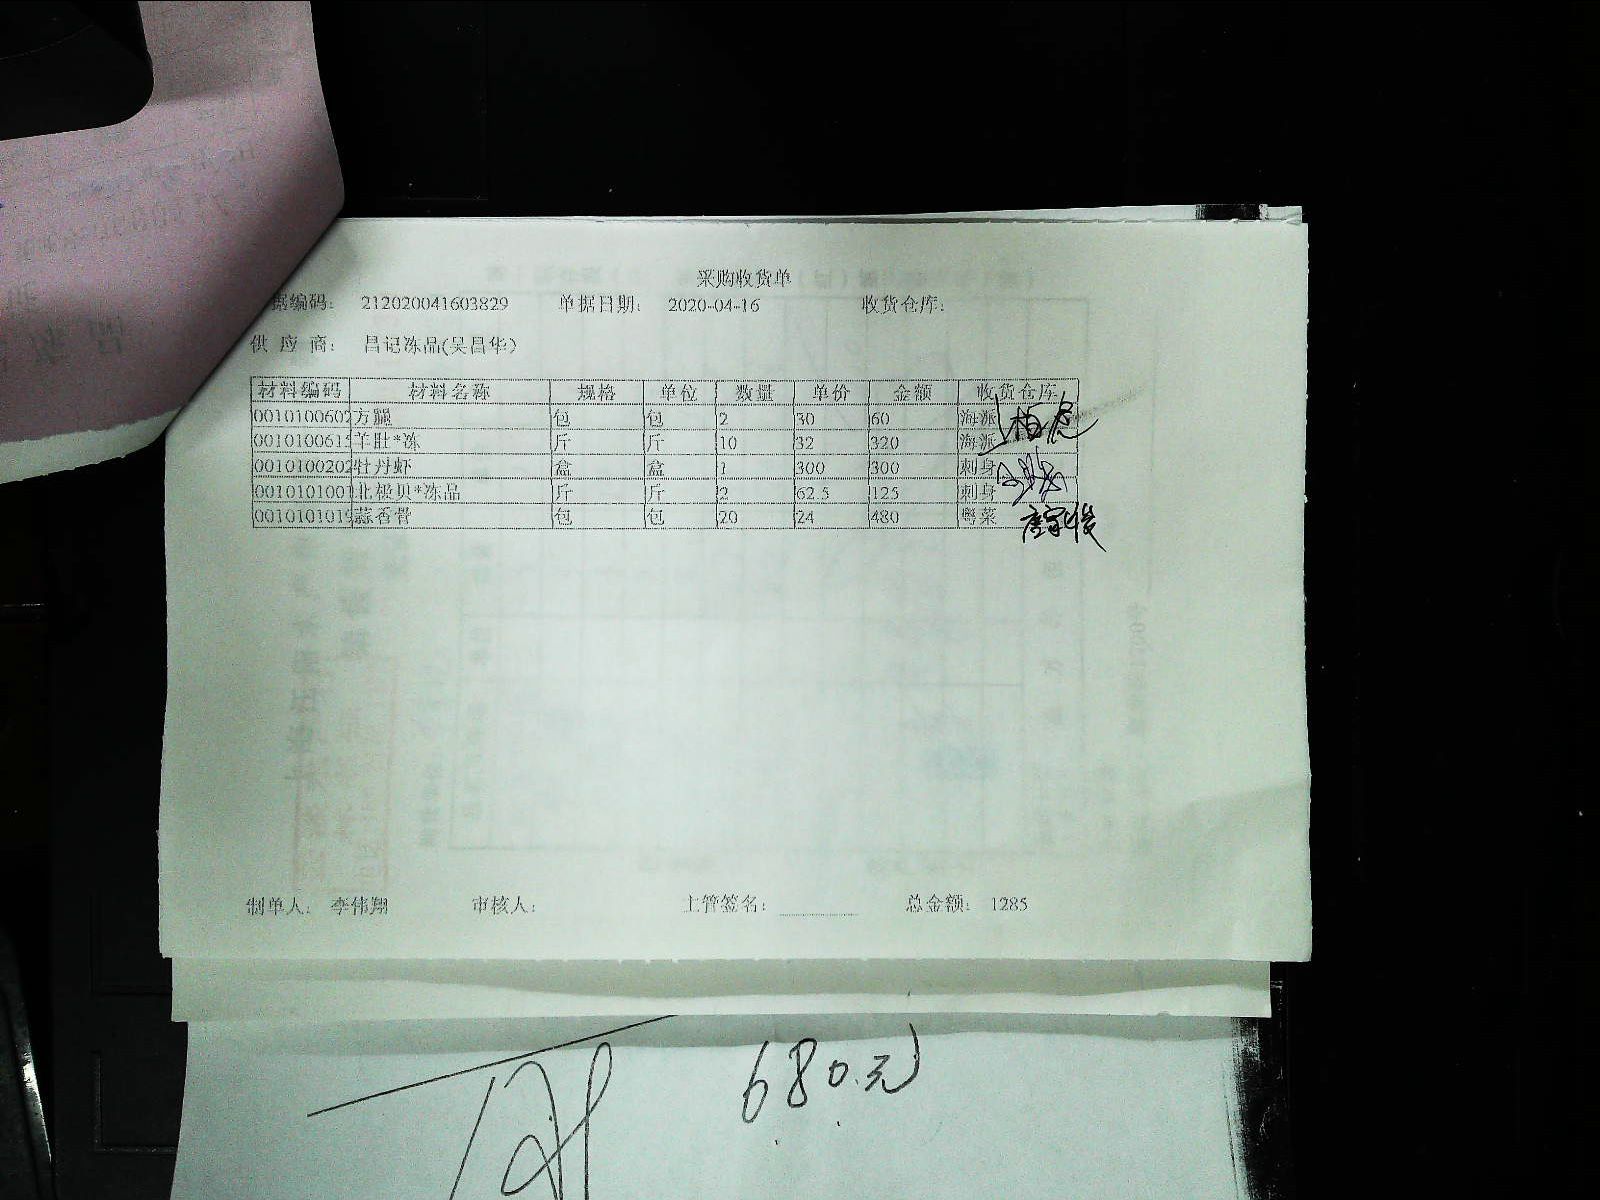 采购收货单
据编码： 212020041603829 单据日期： 2020-04-16 收货仓库：
供 应 商： 昌记冻品(吴昌华)
材料编码 材料名称 规格 单位 数量 单价 金额 收货仓库
0010100602 方腿 包 包 2 30 60 海派
001010061 羊肚*冻 斤 斤 10 32 320 海派
0010100202 牡丹虾 盒 盒 1 300 300 刺身
001010100 北极贝*冻品 斤 斤 2 62.5 125 刺身
001010101 蒜香骨 包 包 20 24 480 粤菜
制单人： 李伟翔 审核人： 主管签名： 总金额： 1285
680.元